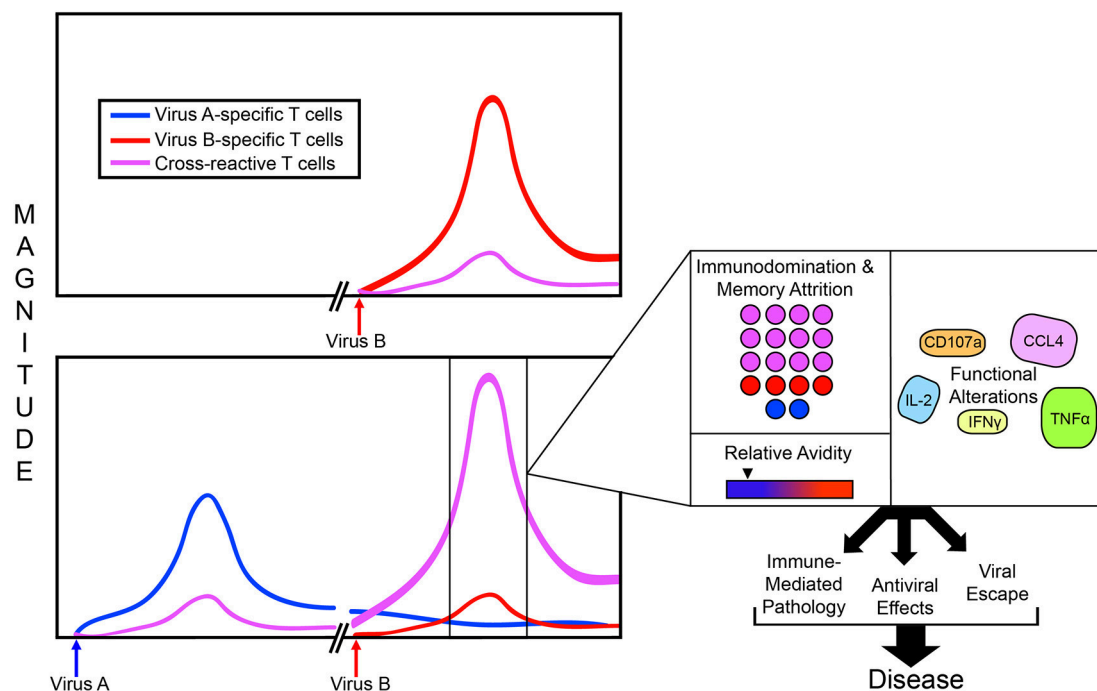 MAGNITUDE
Virus A-specific T cells
Virus B-specific T cells
Cross-reactive T cells
Virus B
Virus A
Virus B
Immunodomination &
Memory Attrition
Relative Avidity
CD107a
CCL4
Functional
Alterations
IL-2
IFNγ
TNFα
Immune-
Mediated
Pathology
Antiviral
Effects
Viral
Escape
Disease